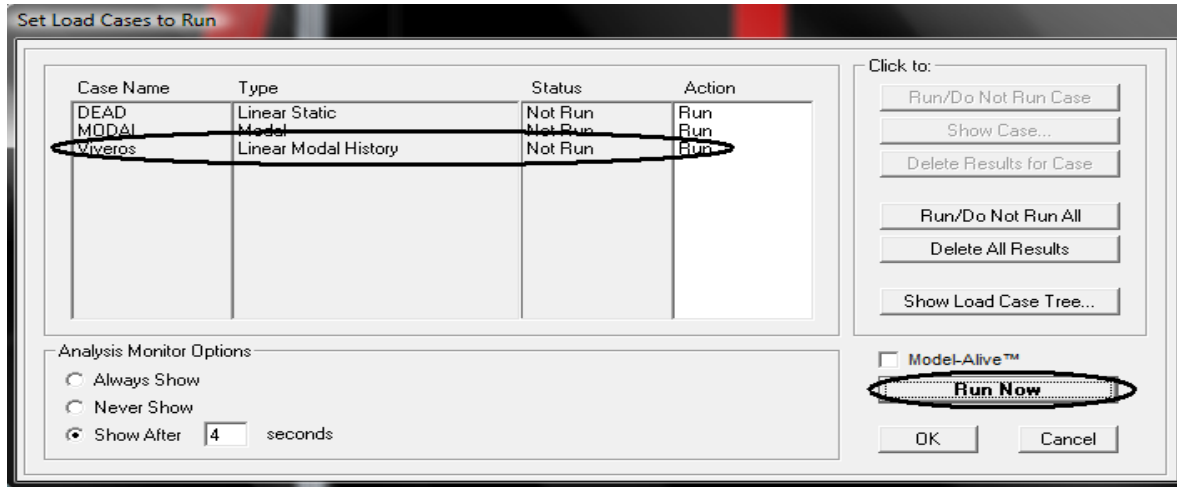 Set Load Cases to Run
Case Name Type Status Action
DEAD Linear Static Not Run Run
MODAL Modal Not Run Run
Viveros Linear Modal History Not Run Run
Click to:
Run/Do Not Run Case
Show Case...
Delete Results for Case
Run/Do Not Run All
Delete All Results
Show Load Case Tree...
Analysis Monitor Options
Always Show
Never Show
Show After 4 seconds
Model-Alive™
Run Now
OK Cancel